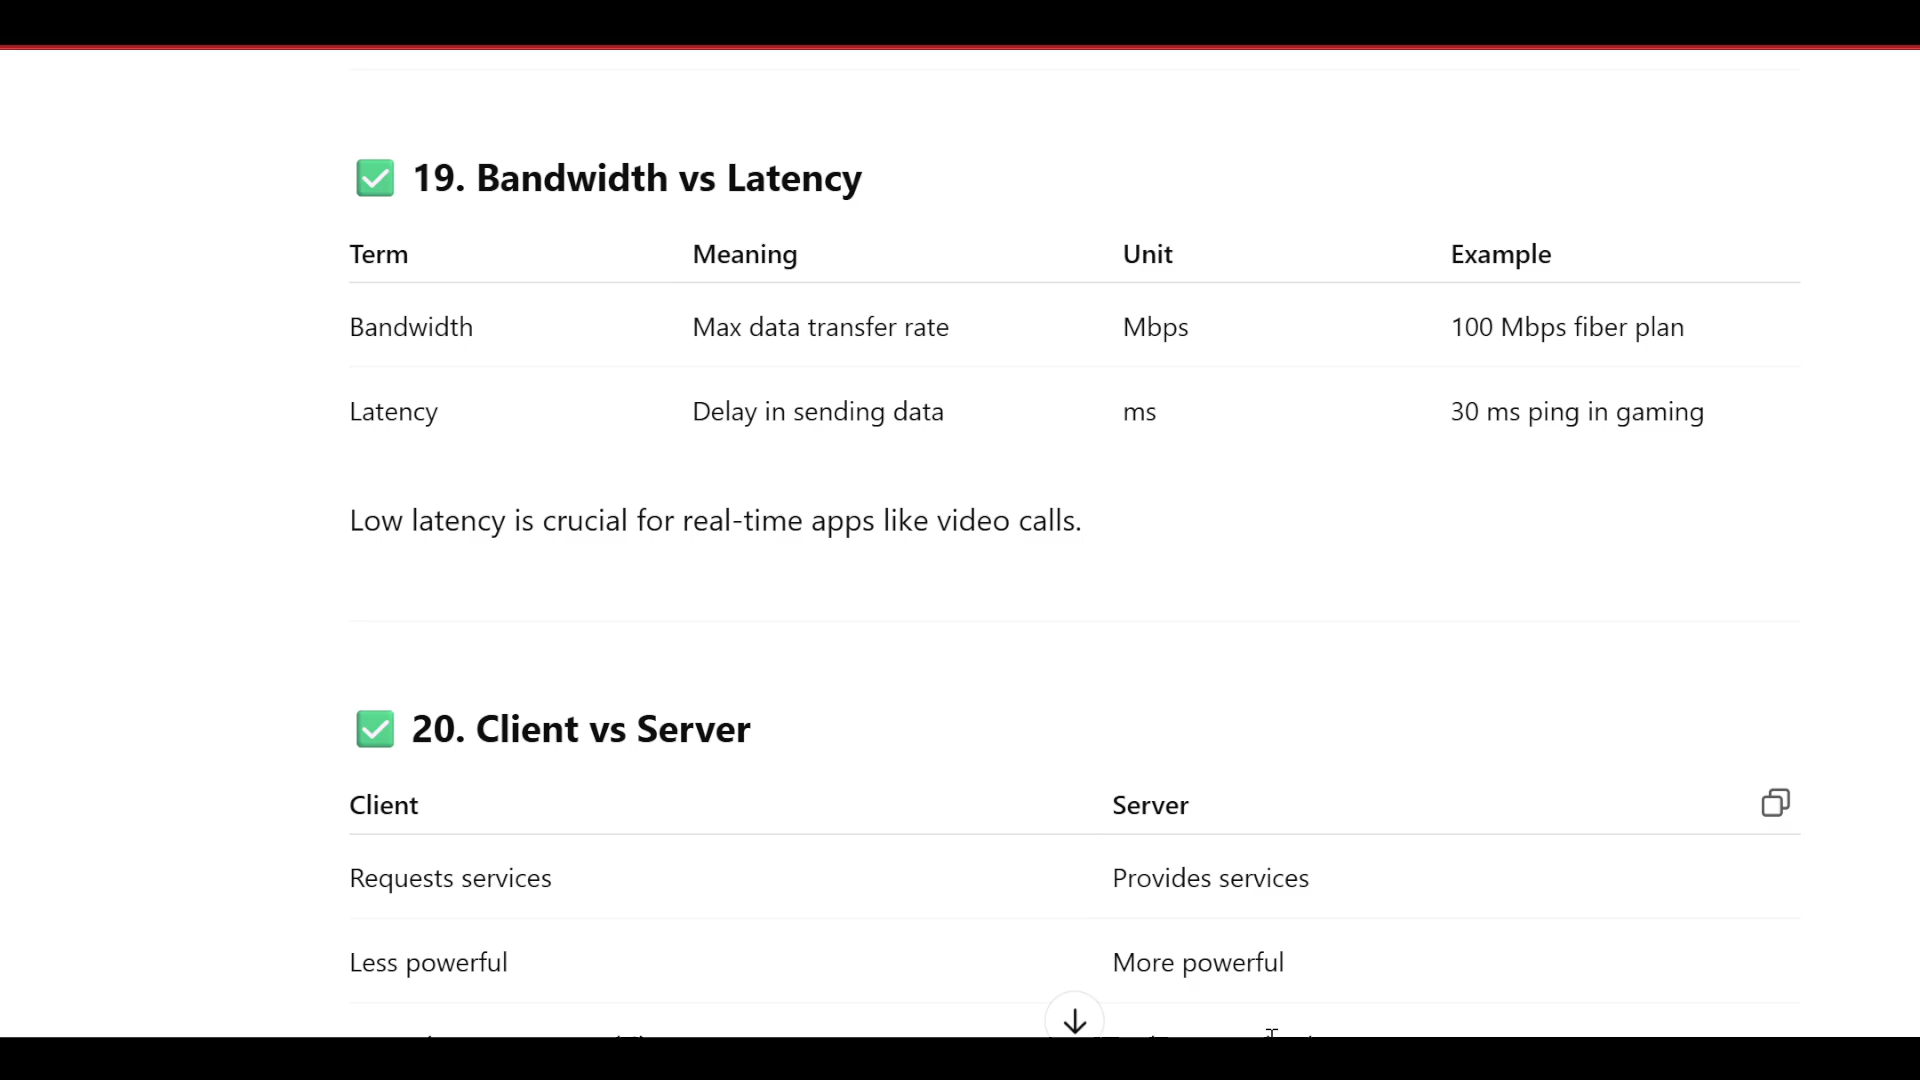 ✅ 19. Bandwidth vs Latency
Term Meaning Unit Example
Bandwidth Max data transfer rate Mbps 100 Mbps fiber plan
Latency Delay in sending data ms 30 ms ping in gaming
Low latency is crucial for real-time apps like video calls.
✅ 20. Client vs Server
Client Server
Requests services Provides services
Less powerful More powerful